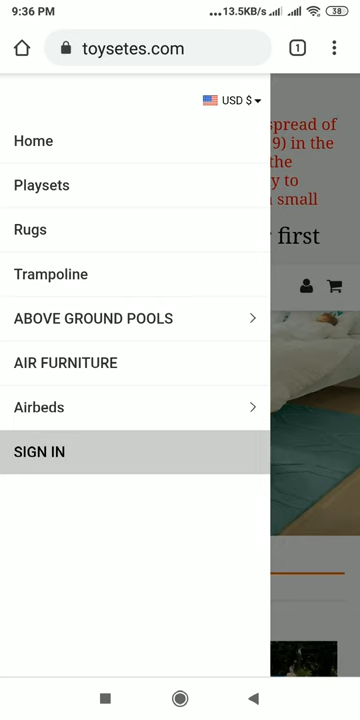 9:36 PM
...13.5KB/s
38
toysetes.com
1
USD $
Home
spread of
9) in the
the
y to
small
first
Playsets
Rugs
Trampoline
ABOVE GROUND POOLS
AIR FURNITURE
Airbeds
SIGN IN